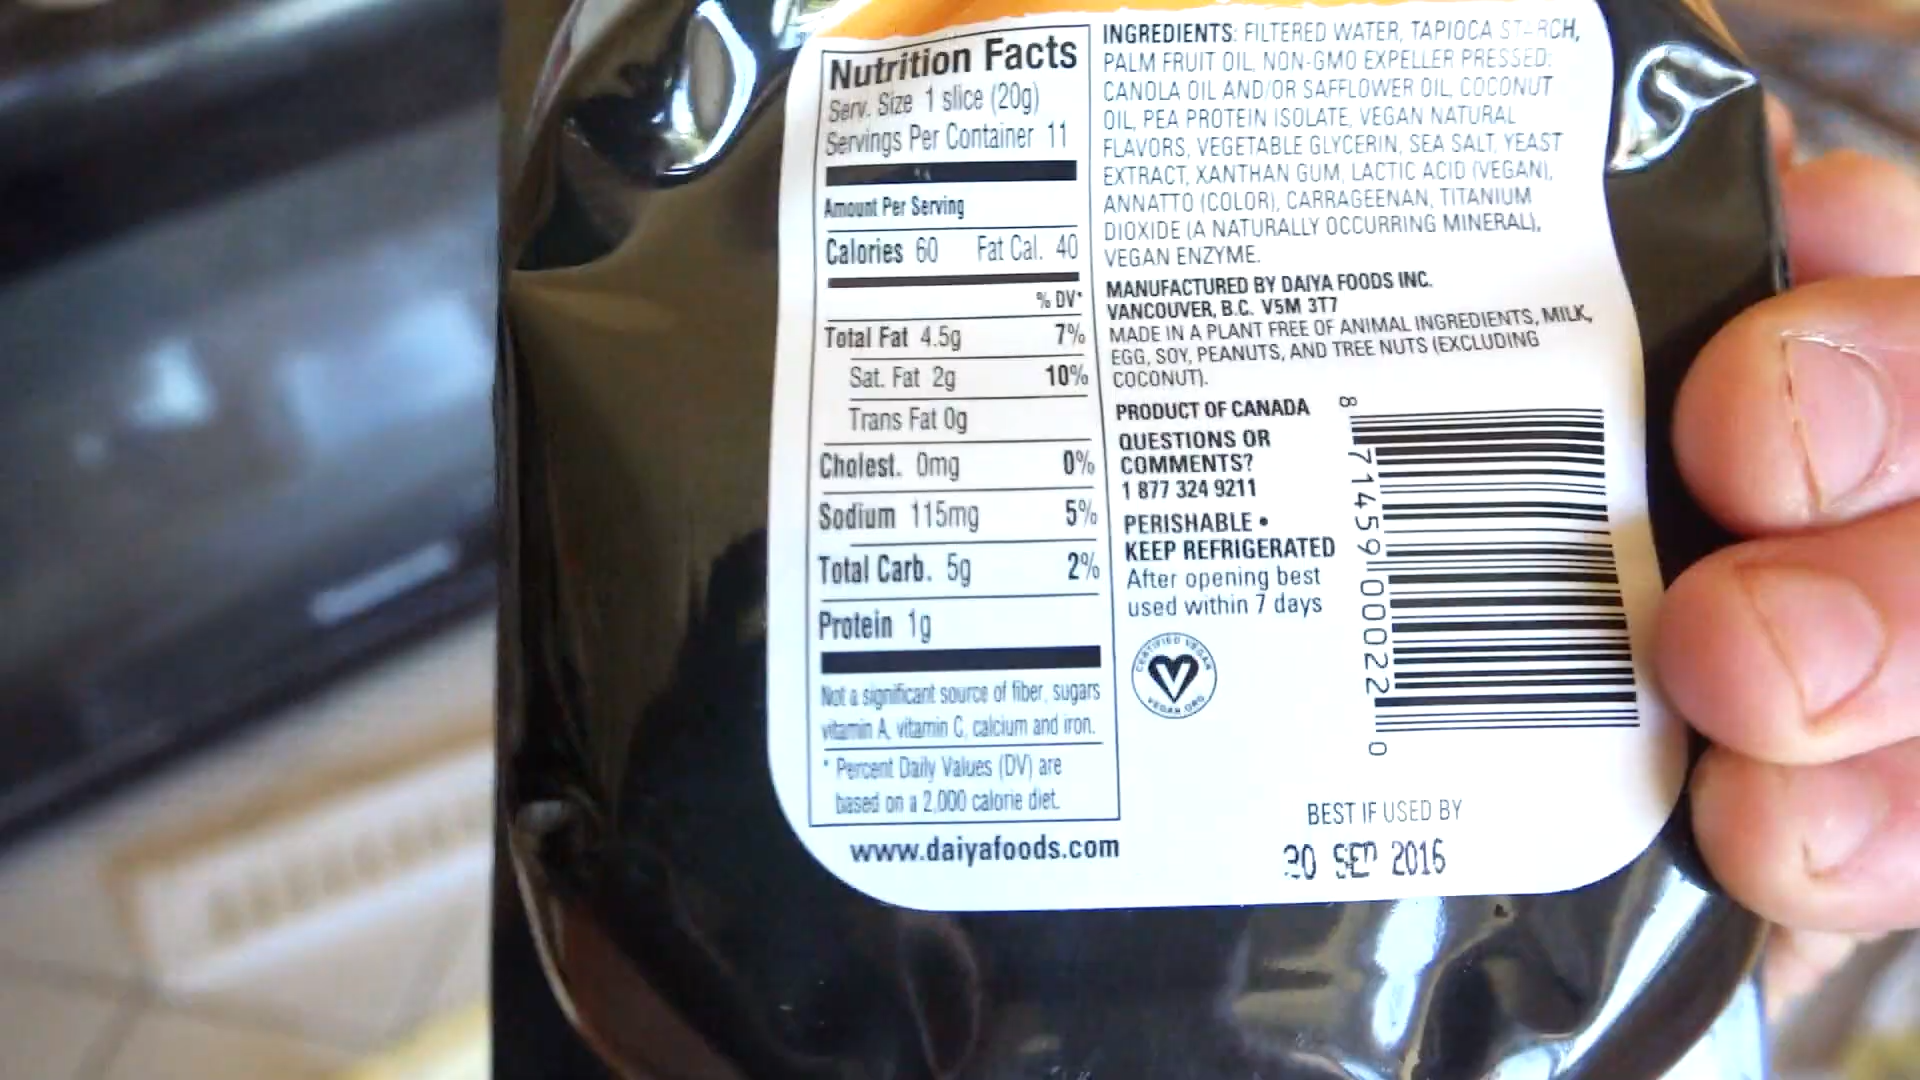 Nutrition Facts
Serv. Size 1 slice (20g)
Servings Per Container 11
Amount Per Serving
Calories 60 Fat Cal. 40
% DV*
Total Fat 4.5g 7%
Sat. Fat 2g 10%
Trans Fat 0g
Cholest. 0mg 0%
Sodium 115mg 5%
Total Carb. 5g 2%
Protein 1g
Not a significant source of fiber, sugars
vitamin A, vitamin C, calcium and iron.
* Percent Daily Values (DV) are
based on a 2,000 calorie diet.
www.daiyafoods.com
INGREDIENTS: FILTERED WATER, TAPIOCA STARCH,
PALM FRUIT OIL, NON-GMO EXPELLER PRESSED:
CANOLA OIL AND/OR SAFFLOWER OIL, COCONUT
OIL, PEA PROTEIN ISOLATE, VEGAN NATURAL
FLAVORS, VEGETABLE GLYCERIN, SEA SALT, YEAST
EXTRACT, XANTHAN GUM, LACTIC ACID (VEGAN),
ANNATTO (COLOR), CARRAGEENAN, TITANIUM
DIOXIDE (A NATURALLY OCCURRING MINERAL),
VEGAN ENZYME.
MANUFACTURED BY DAIYA FOODS INC.
VANCOUVER, B.C. V5M 3T7
MADE IN A PLANT FREE OF ANIMAL INGREDIENTS, MILK,
EGG, SOY, PEANUTS, AND TREE NUTS (EXCLUDING
COCONUT).
PRODUCT OF CANADA
QUESTIONS OR
COMMENTS?
1 877 324 9211
PERISHABLE •
KEEP REFRIGERATED
After opening best
used within 7 days
CERTIFIED VEGAN
V
VEGAN.ORG
8 71459 00022 0
BEST IF USED BY
30 SEP 2016